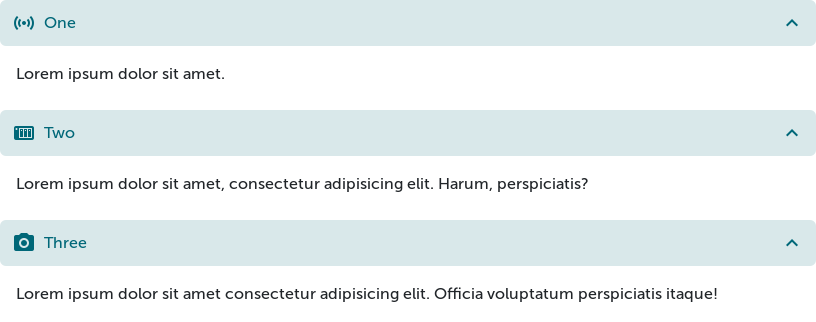 One
Lorem ipsum dolor sit amet.
Two
Lorem ipsum dolor sit amet, consectetur adipisicing elit. Harum, perspiciatis?
Three
Lorem ipsum dolor sit amet consectetur adipisicing elit. Officia voluptatum perspiciatis itaque!